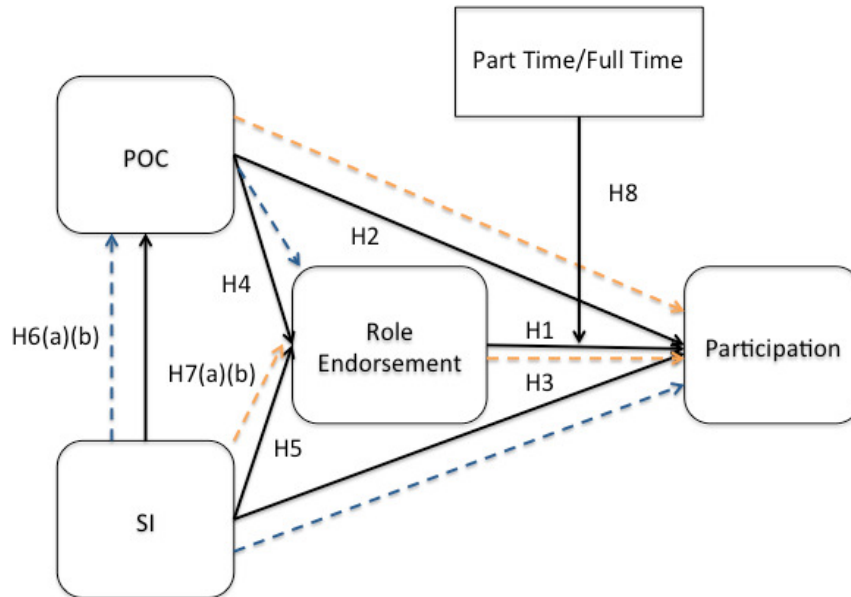 Part Time/Full Time
POC
H8
H2
H4
H6(a)(b)
H7(a)(b)
Role
Endorsement
H1
Participation
H3
H5
SI